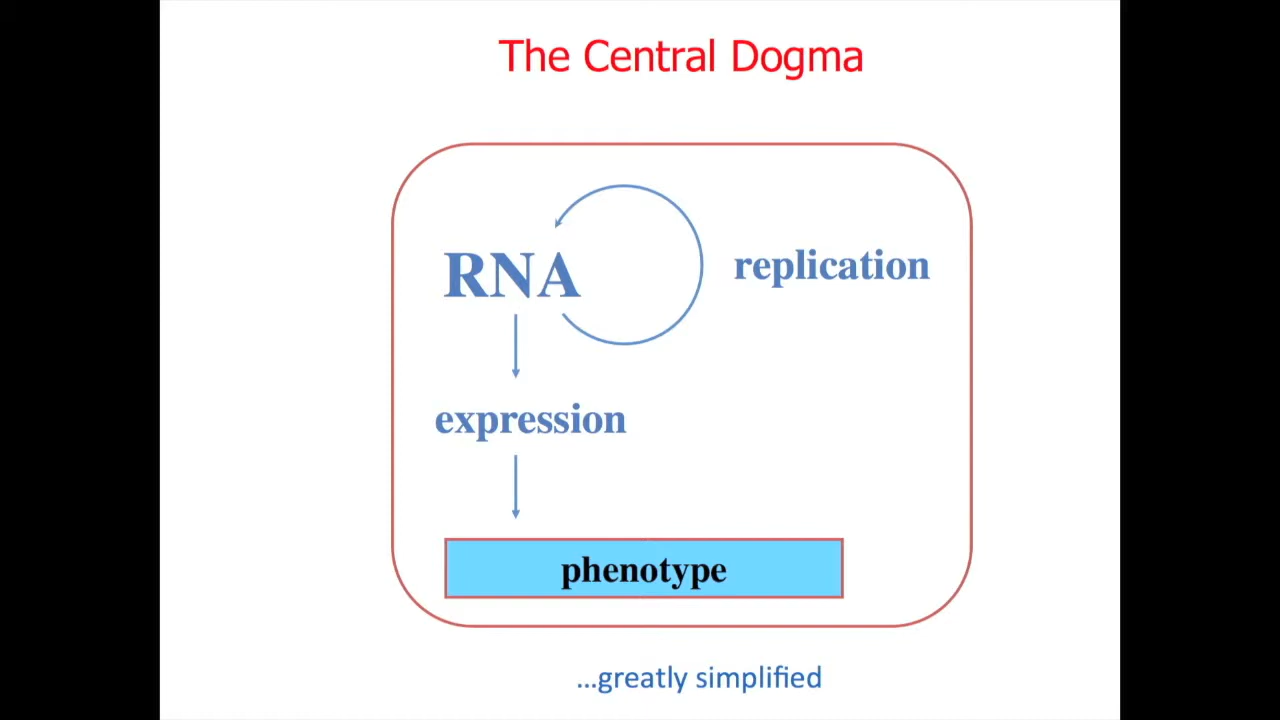 The Central Dogma
RNA
replication
expression
phenotype
...greatly simplified